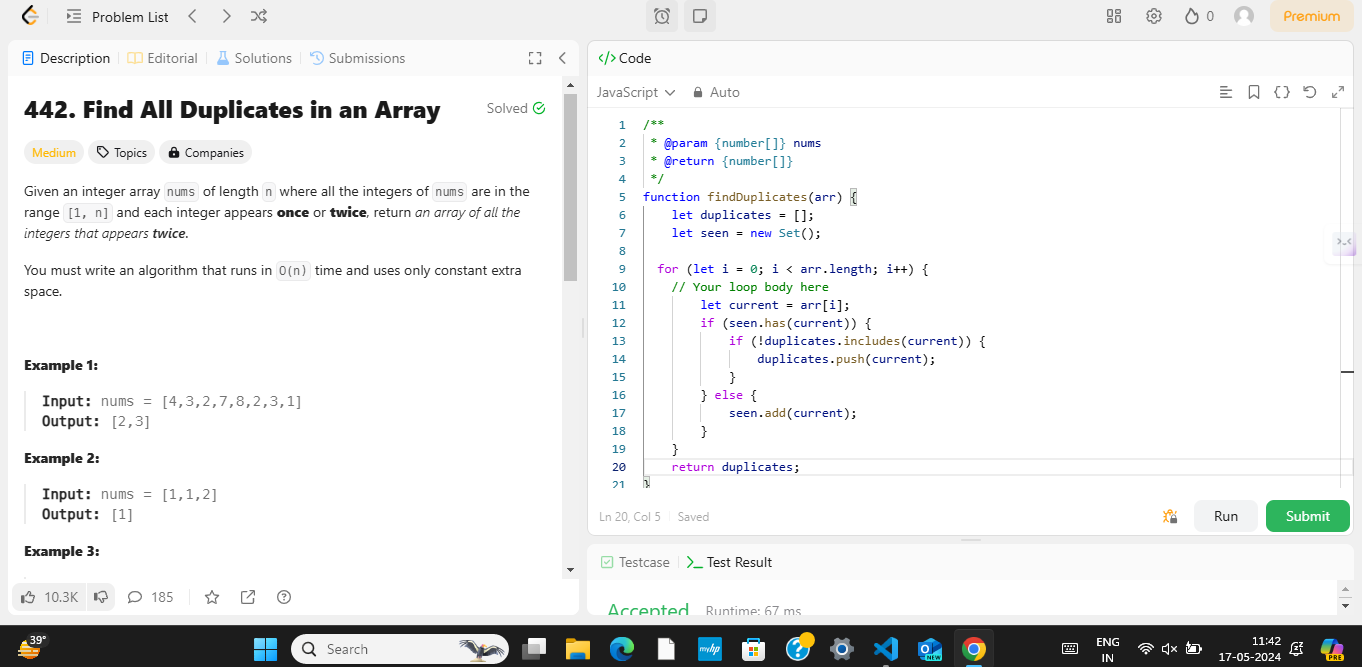 Problem List
0
Premium
Description
Editorial
Solutions
Submissions
442. Find All Duplicates in an Array
Solved
Medium
Topics
Companies
Given an integer array nums of length n where all the integers of nums are in the
range [1, n] and each integer appears once or twice, return an array of all the
integers that appears twice.
You must write an algorithm that runs in O(n) time and uses only constant extra
space.
Example 1:
Input: nums = [4,3,2,7,8,2,3,1]
Output: [2,3]
Example 2:
Input: nums = [1,1,2]
Output: [1]
Example 3:
10.3K
185
</> Code
JavaScript
Auto
1 /**
2 * @param {number[]} nums
3 * @return {number[]}
4 */
5 function findDuplicates(arr) {
6 let duplicates = [];
7 let seen = new Set();
8
9 for (let i = 0; i < arr.length; i++) {
10 // Your loop body here
11 let current = arr[i];
12 if (seen.has(current)) {
13 if (!duplicates.includes(current)) {
14 duplicates.push(current);
15 }
16 } else {
17 seen.add(current);
18 }
19 }
20 return duplicates;
21 }
Ln 20, Col 5
Saved
Run
Submit
Testcase
Test Result
Accepted
Runtime: 67 ms
39°
Search
myhp
NEW
ENG
IN
11:42
17-05-2024
PRE